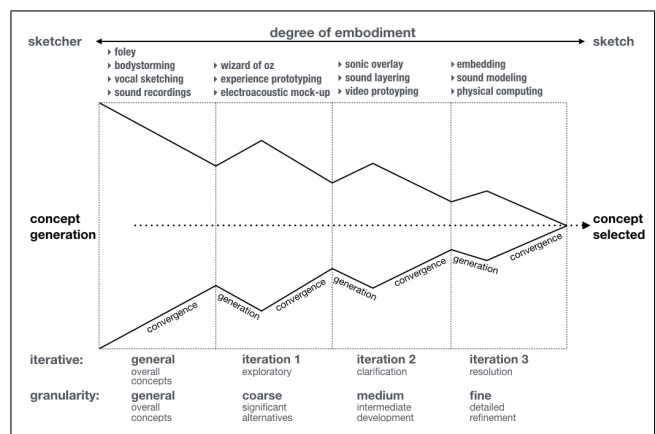 degree of embodiment
sketcher
sketch
▸ foley
▸ bodystorming
▸ vocal sketching
▸ sound recordings
▸ wizard of oz
▸ experience prototyping
▸ electroacoustic mock-up
▸ sonic overlay
▸ sound layering
▸ video protoyping
▸ embedding
▸ sound modeling
▸ physical computing
concept
generation
concept
selected
convergence
generation
convergence
generation
convergence
generation
convergence
iterative:
general
overall
concepts
iteration 1
exploratory
iteration 2
clarification
iteration 3
resolution
granularity:
general
overall
concepts
coarse
significant
alternatives
medium
intermediate
development
fine
detailed
refinement